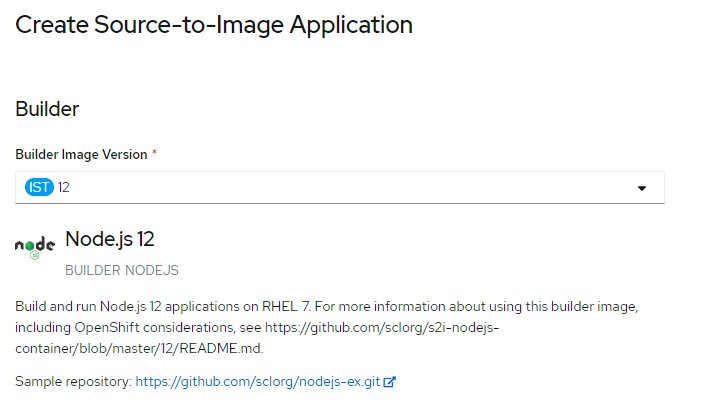 Create Source-to-Image Application
Builder
Builder Image Version *
IST 12
node
JS
Node.js 12
BUILDER NODEJS
Build and run Node.js 12 applications on RHEL 7. For more information about using this builder image,
including OpenShift considerations, see https://github.com/sclorg/s2i-nodejs-
container/blob/master/12/README.md.
Sample repository: https://github.com/sclorg/nodejs-ex.git